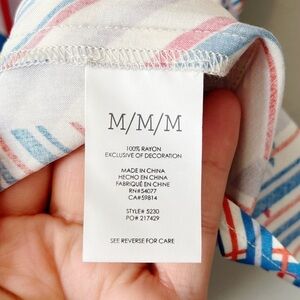 M/M/M
100% RAYON
EXCLUSIVE OF DECORATION
MADE IN CHINA
HECHO EN CHINA
FABRIQUÉ EN CHINE
RN#54077
CA#59814
STYLE# 5230
PO# 217429
SEE REVERSE FOR CARE